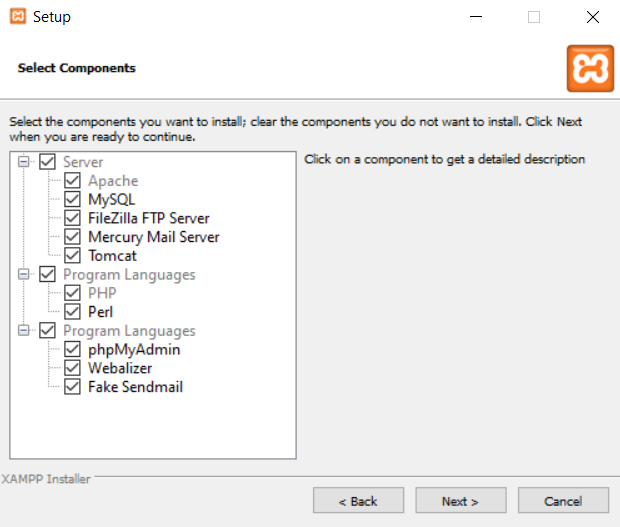 Setup
Select Components
Select the components you want to install; clear the components you do not want to install. Click Next
when you are ready to continue.
Server
Apache
MySQL
FileZilla FTP Server
Mercury Mail Server
Tomcat
Program Languages
PHP
Perl
Program Languages
phpMyAdmin
Webalizer
Fake Sendmail
Click on a component to get a detailed description
XAMPP Installer
< Back
Next >
Cancel